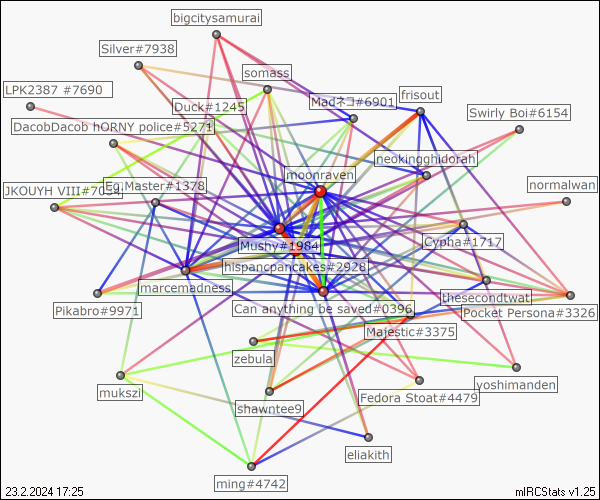 bigcitysamurai
Silver#7938
somass
LPK2387 #7690
Duck#1245
Madネコ#6901
frisout
Swirly Boi#6154
DacobDacob hORNY police#5271
neokingghidorah
moonraven
JKOUYH VIII#7094
Eg.Master#1378
normalwan
Mushy#1984
Cypha#1717
hispancpancakes#2928
marcemadness
thesecondtwat
Pikabro#9971
Can anything be saved#0396
Pocket Persona#3326
Majestic#3375
zebula
yoshimanden
mukszi
Fedora Stoat#4479
shawntee9
eliakith
ming#4742
23.2.2024 17:25
mIRCStats v1.25